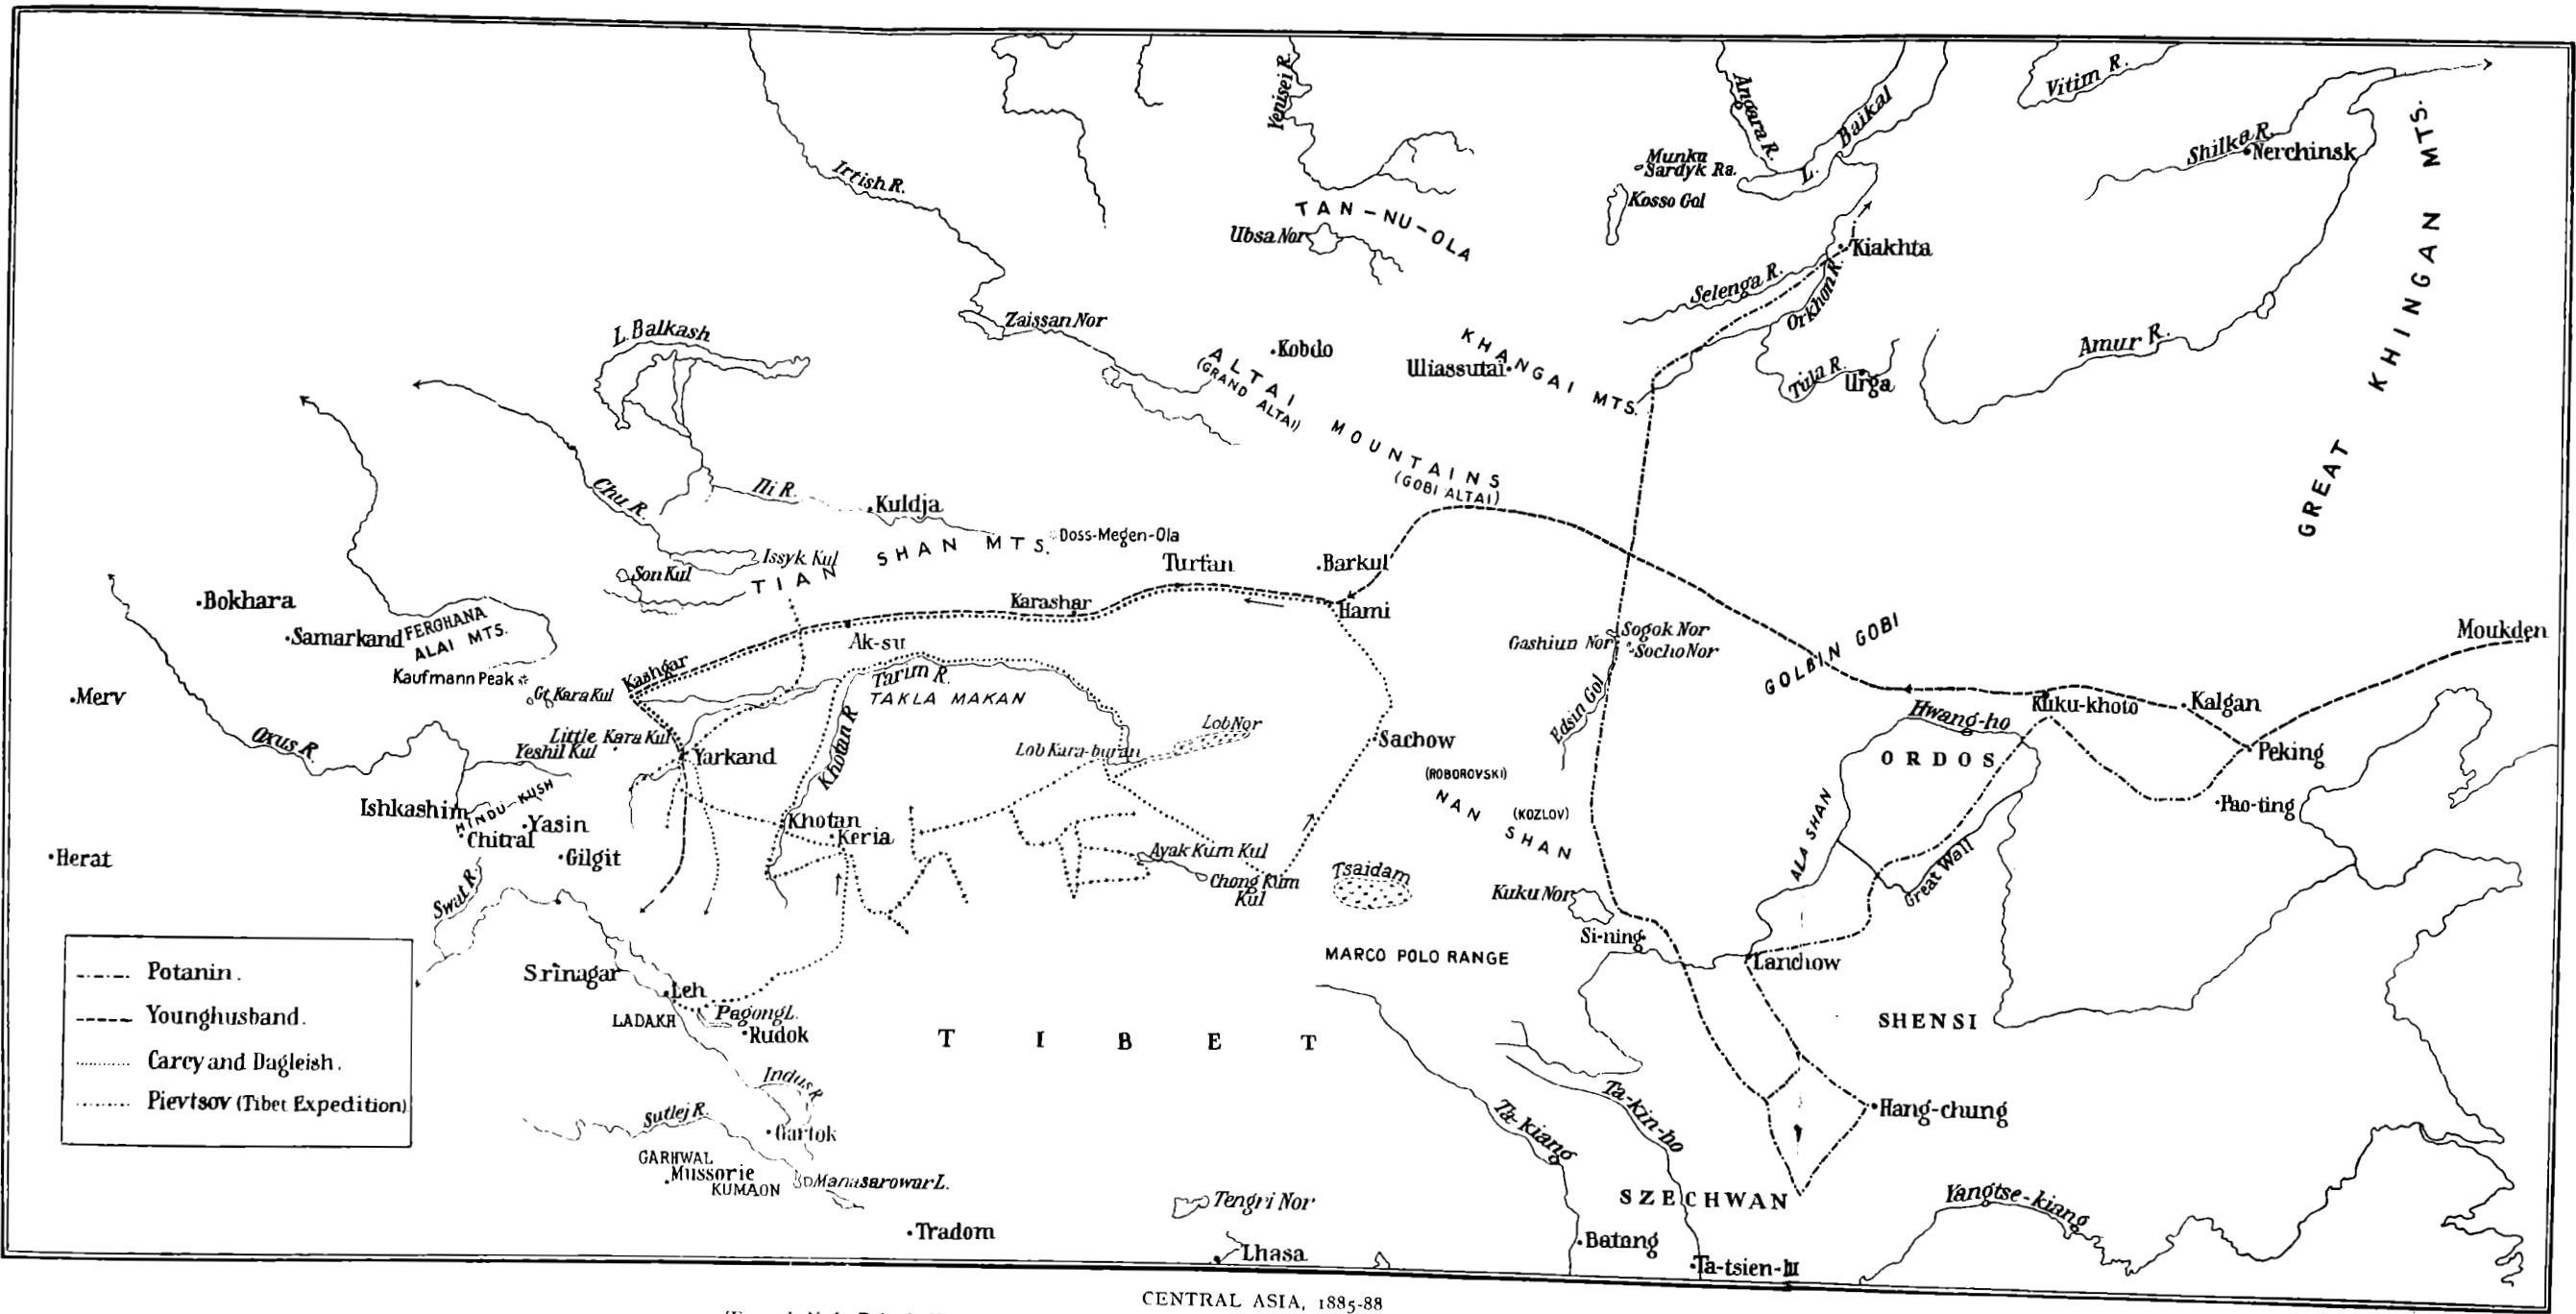 Yenisei R.
Angara R.
L. Baikal
Vitim R.
Shilka R.
Nerchinsk
GREAT KHINGAN MTS.
Irtish R.
Munku
Sardyk Ra.
Kosso Gol
TAN-NU-OLA
Ubsa Nor
Kiakhta
Selenga R.
Orkhon R.
Zaissan Nor
L. Balkash
Kobdo
KHANGAI MTS.
Uliassutai
Tula R.
Urga
Amur R.
ALTAI MOUNTAINS
(GRAND ALTAI)
(GOBI ALTAI)
Chu R.
Ili R.
Kuldja
TIAN SHAN MTS.
Doss-Megen-Ola
Issyk Kul
Son Kul
Turfan
Barkul
Bokhara
Samarkand
FERGHANA
ALAI MTS.
Karashar
Hami
Ak-su
Kashgar
Gashiun Nor
Sogok Nor
Socho Nor
GOLBIN GOBI
Moukden
Merv
Kaufmann Peak
Gt. Kara Kul
Tarim R.
TAKLA MAKAN
Edsin Gol
Kuku-khoto
Kalgan
Hwang-ho
ORDOS
Peking
Pao-ting
Oxus R.
Little Kara Kul
Yeshil Kul
Yarkand
Khotan R
Lob Kara-buran
Lob Nor
Sachow
(ROBOROVSKI)
NAN SHAN
(KOZLOV)
ALA SHAN
Great Wall
Ishkashim
HINDU-KUSH
Yasin
Chitral
Gilgit
Herat
Khotan
Keria
Ayak Kum Kul
Chong Kum
Kul
Tsaidam
Kuku Nor
Swat R.
Si-ning
Lanchow
MARCO POLO RANGE
Srinagar
Leh
LADAKH
Pagong L.
Rudok
TIBET
SHENSI
Potanin.
Younghusband.
Carcy and Dagleish.
Pievtsov (Tibet Expedition)
Indus R
Sutlej R.
Gartok
GARHWAL
Mussorie
KUMAON
Manasarowur L.
Ta-kiang
Ta-kin-ho
Hang-chung
SZECHWAN
Yangtse-kiang
Tengri Nor
Tradom
Lhasa
Batang
Ta-tsien-lu
CENTRAL ASIA, 1885-88